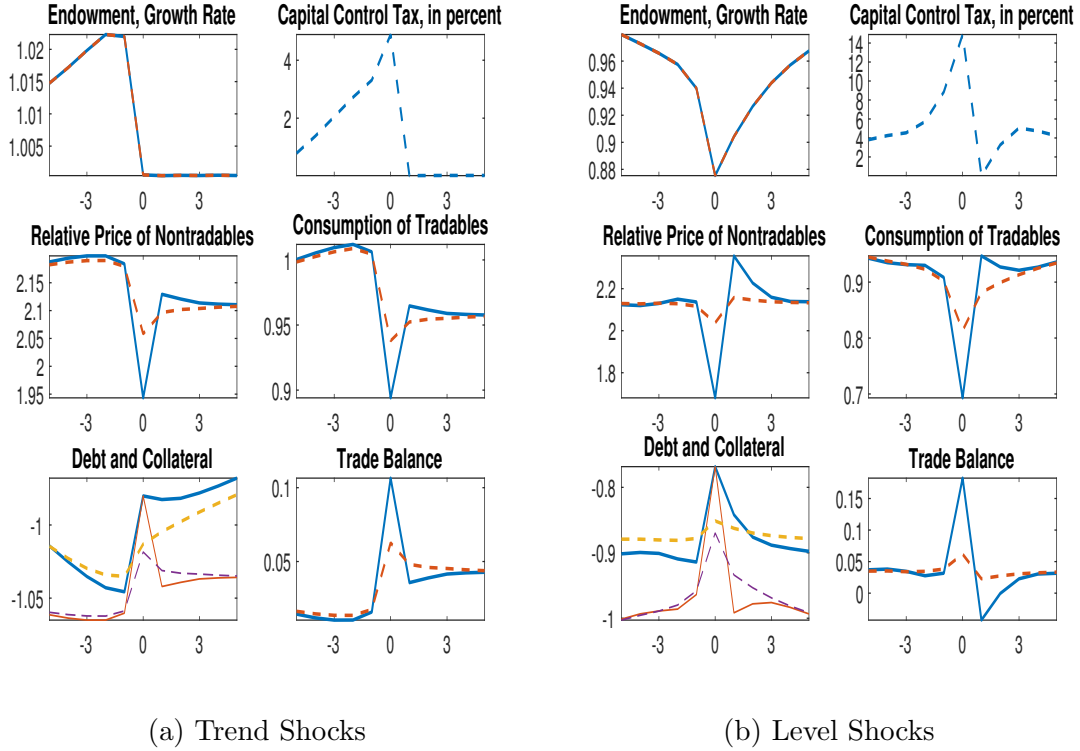 Endowment, Growth Rate
1.02
1.015
1.01
1.005
-3 0 3
Capital Control Tax, in percent
4
2
-3 0 3
Relative Price of Nontradables
2.15
2.1
2.05
2
1.95
-3 0 3
Consumption of Tradables
1
0.95
0.9
-3 0 3
Debt and Collateral
-1
-1.05
-3 0 3
Trade Balance
0.1
0.05
-3 0 3
(a) Trend Shocks
Endowment, Growth Rate
0.96
0.94
0.92
0.9
0.88
-3 0 3
Capital Control Tax, in percent
14
12
10
8
6
4
2
-3 0 3
Relative Price of Nontradables
2.2
2
1.8
-3 0 3
Consumption of Tradables
0.9
0.8
0.7
-3 0 3
Debt and Collateral
-0.8
-0.9
-1
-3 0 3
Trade Balance
0.15
0.1
0.05
0
-3 0 3
(b) Level Shocks